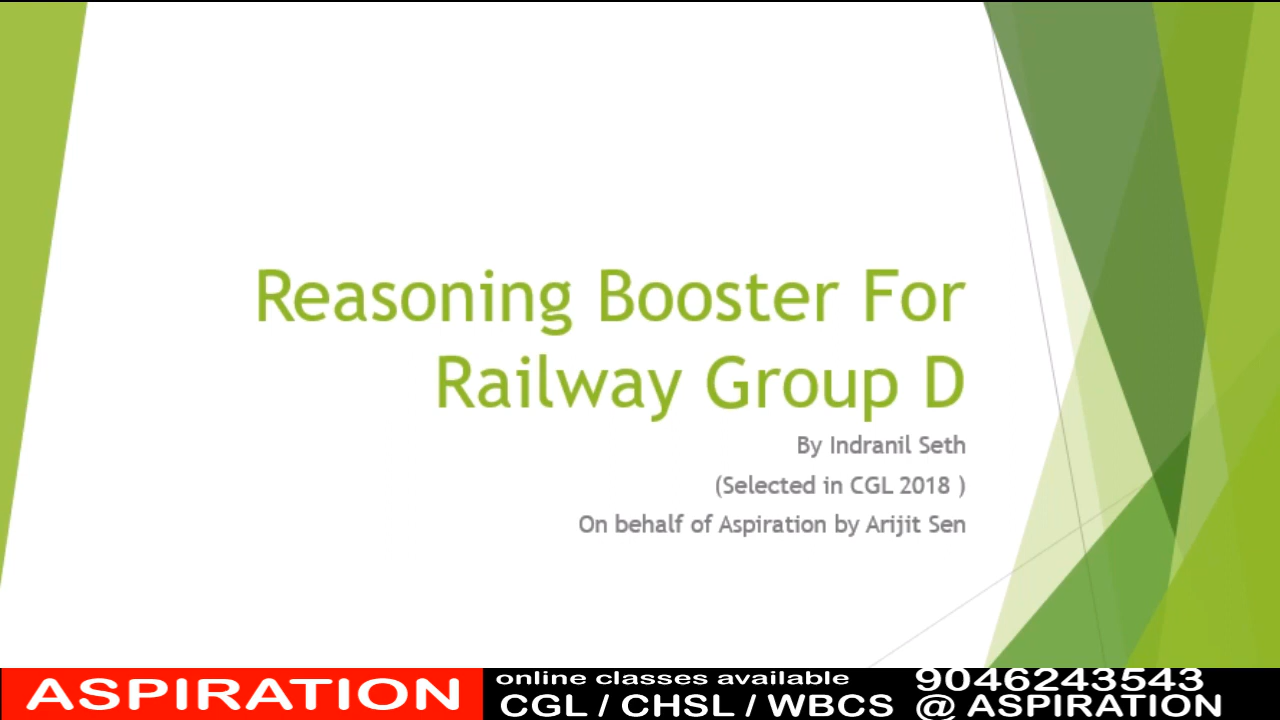 Reasoning Booster For
Railway Group D
By Indranil Seth
(Selected in CGL 2018 )
On behalf of Aspiration by Arijit Sen
ASPIRATION
online classes available
CGL / CHSL / WBCS
9046243543
@ ASPIRATION